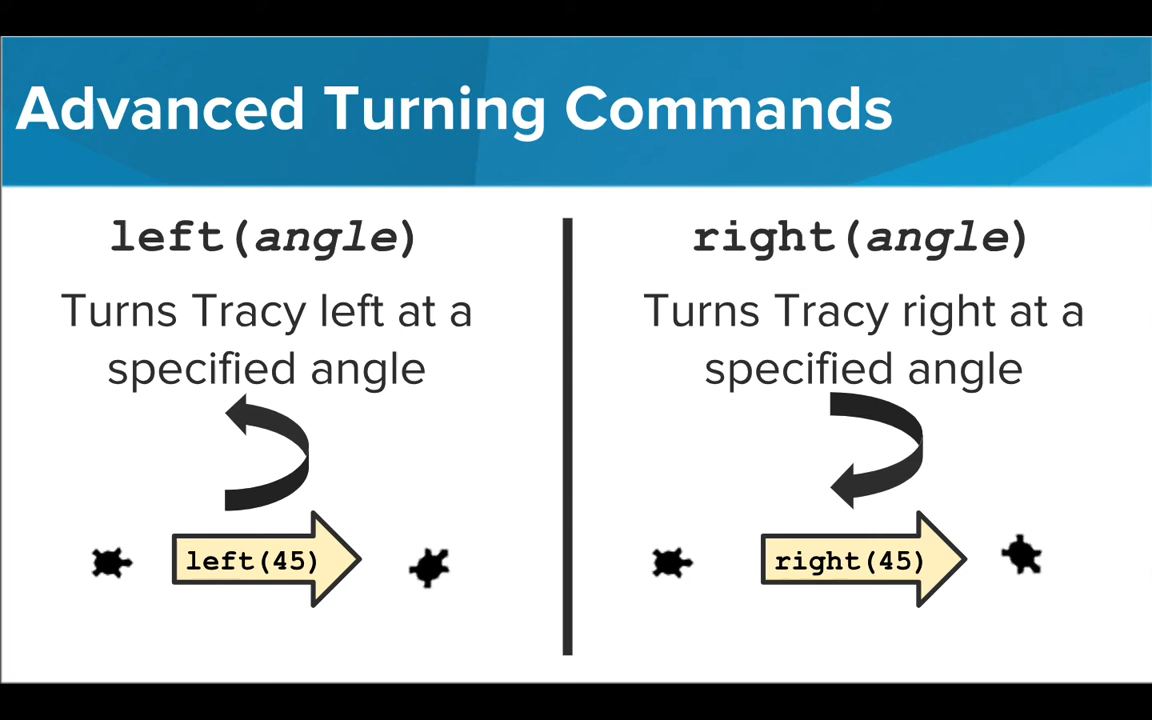 Advanced Turning Commands
left(angle)
Turns Tracy left at a
specified angle
left(45)
right(angle)
Turns Tracy right at a
specified angle
right(45)